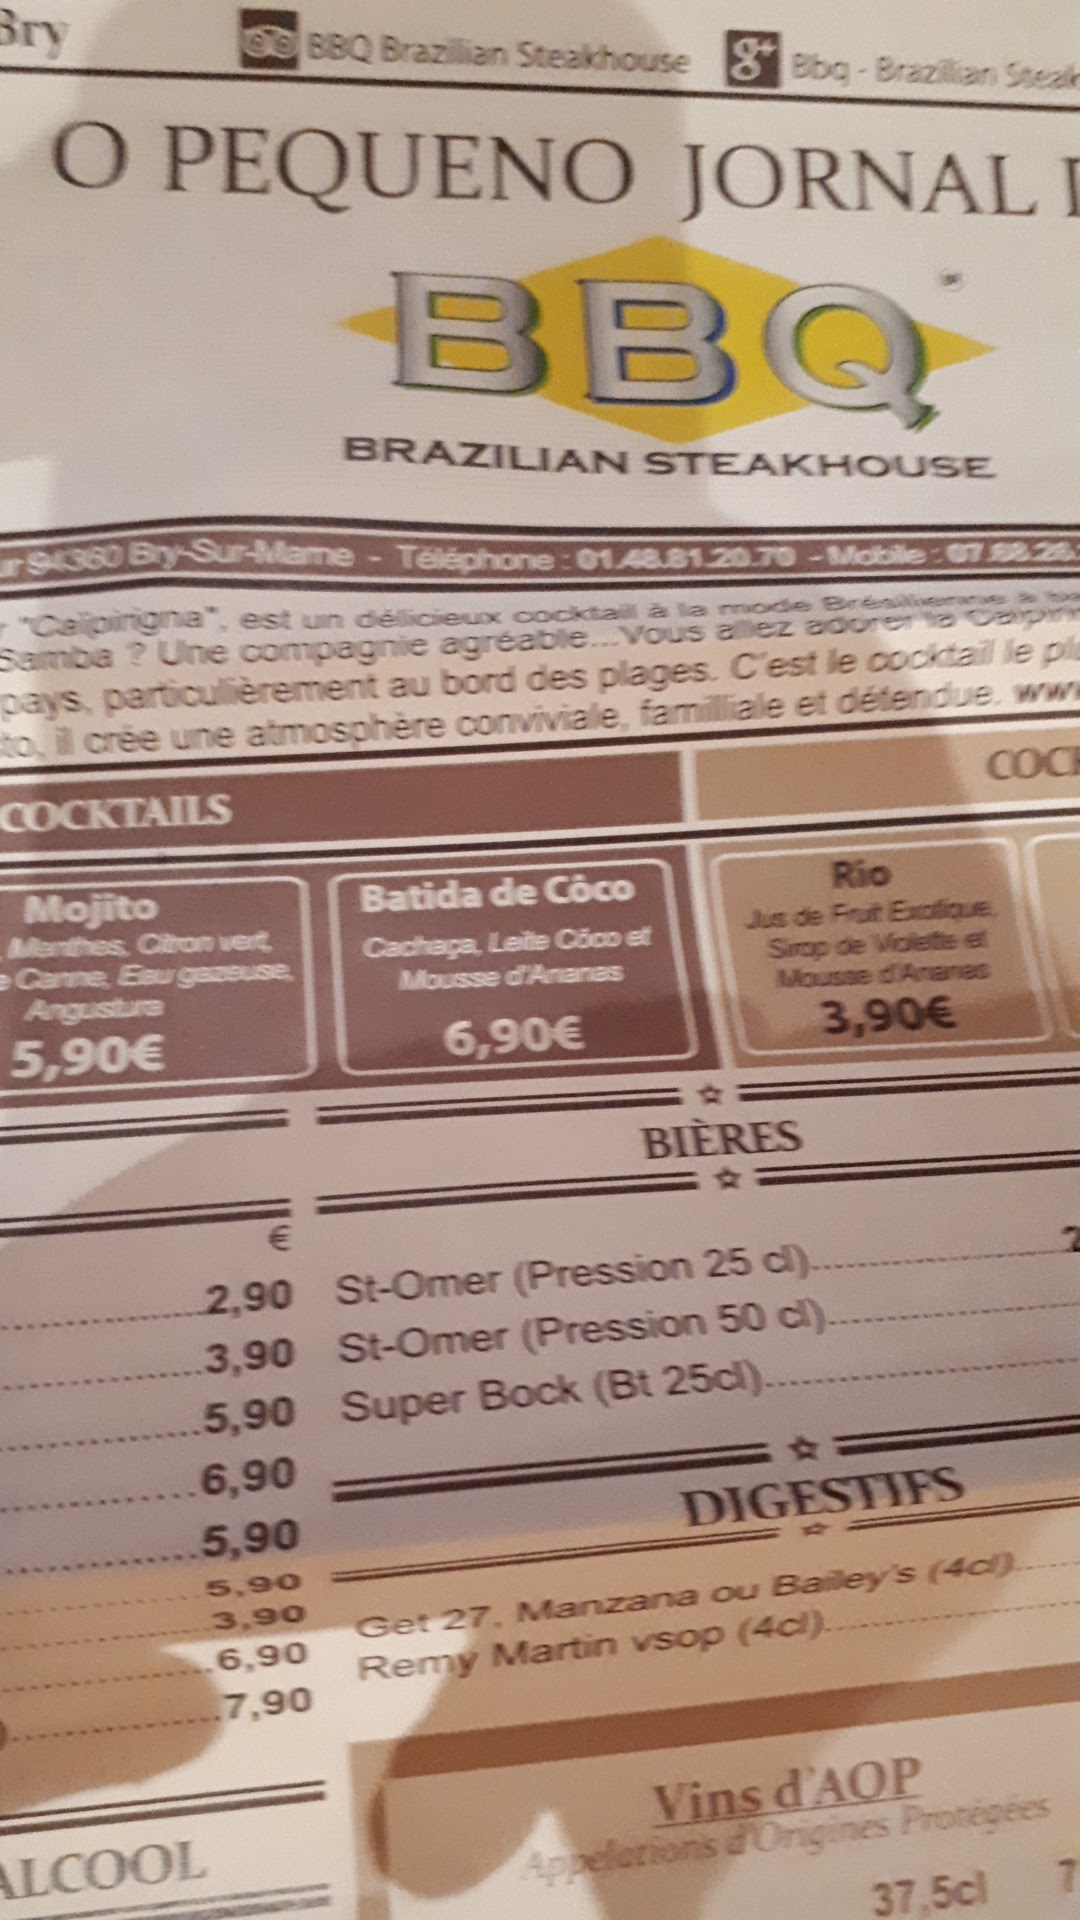 Bry
BBQ Brazilian Steakhouse
g+ Bbq - Brazilian Steak
O PEQUENO JORNAL
BBQ
BRAZILIAN STEAKHOUSE
94360 Bry-Sur-Marne - Téléphone : 01.48.81.20.70 - Mobile :
"Caïpirigna", est un délicieux cocktail à la mode Brésilienne à
Samba ? Une compagnie agréable...Vous allez adorer la
pays, particulièrement au bord des plages. C'est le cocktail le
il crée une atmosphère conviviale, familliale et détendue. www
COCKTAILS
COCK
Mojito
Menthes, Citron vert,
Canne, Eau gazeuse,
Angustura
5,90€
Batida de Côco
Cachaça, Leite Côco et
Mousse d'Ananas
6,90€
Rio
Jus de Fruit Exotique,
Sirop de Violette et
Mousse d'Ananas
3,90€
BIÈRES
€
2,90
3,90
5,90
6,90
5,90
5,90
3,90
6,90
7,90
St-Omer (Pression 25 cl)
2
St-Omer (Pression 50 cl)
Super Bock (Bt 25cl)
DIGESTIFS
Get 27, Manzana ou Bailey's (4cl)
Remy Martin vsop (4cl)
ALCOOL
Vins d'AOP
Appelations d'Origines Protégées
37,5cl
7